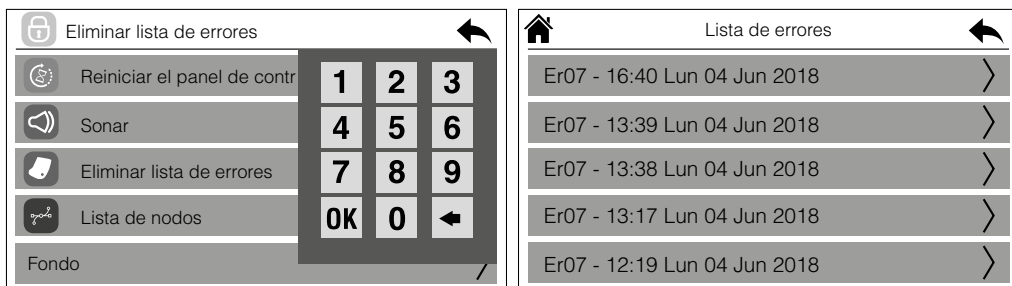 Eliminar lista de errores
Reiniciar el panel de contr
Sonar
Eliminar lista de errores
Lista de nodos
Fondo
1 2 3
4 5 6
7 8 9
OK 0
Lista de errores
Er07 - 16:40 Lun 04 Jun 2018
Er07 - 13:39 Lun 04 Jun 2018
Er07 - 13:38 Lun 04 Jun 2018
Er07 - 13:17 Lun 04 Jun 2018
Er07 - 12:19 Lun 04 Jun 2018